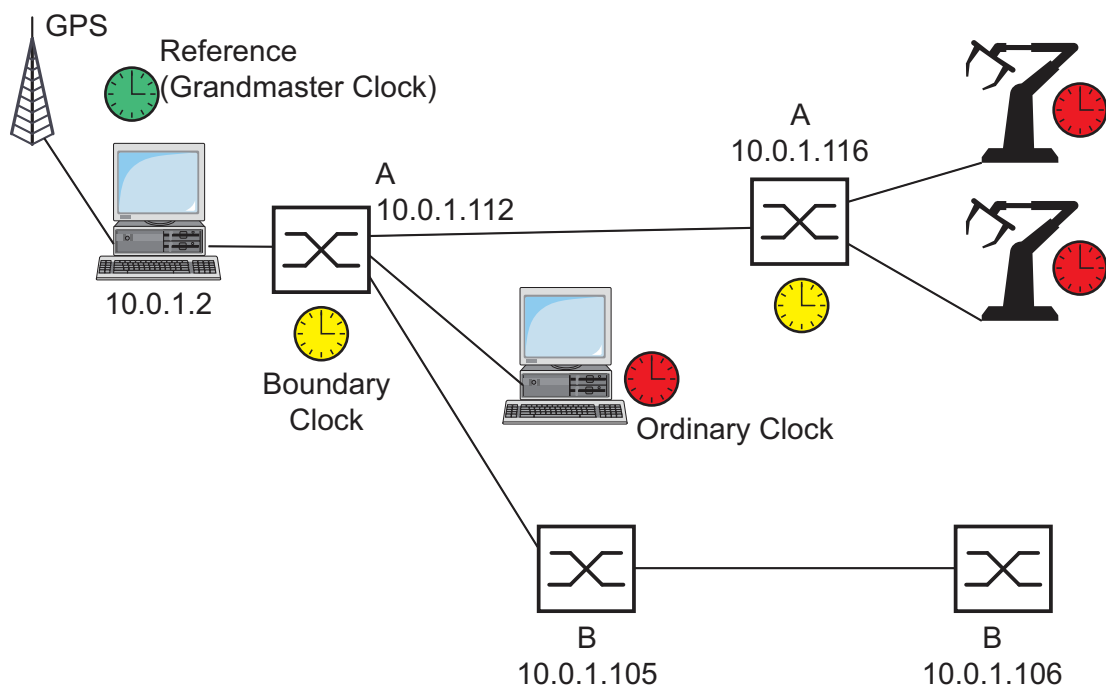 GPS
Reference
(Grandmaster Clock)
10.0.1.2
A
10.0.1.112
Boundary
Clock
A
10.0.1.116
Ordinary Clock
B
10.0.1.105
B
10.0.1.106